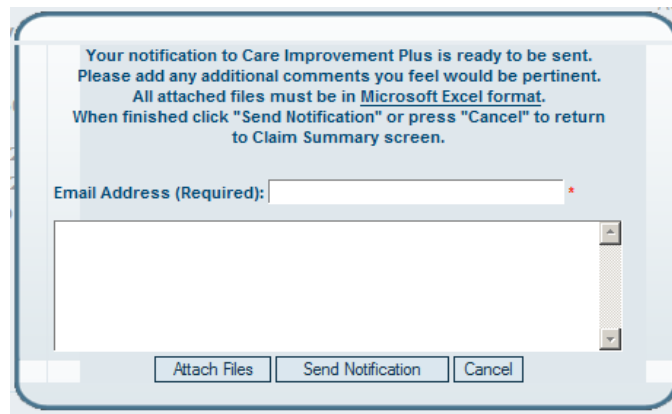 Your notification to Care Improvement Plus is ready to be sent.
Please add any additional comments you feel would be pertinent.
All attached files must be in Microsoft Excel format.
When finished click "Send Notification" or press "Cancel" to return
to Claim Summary screen.
Email Address (Required): *
Attach Files Send Notification Cancel